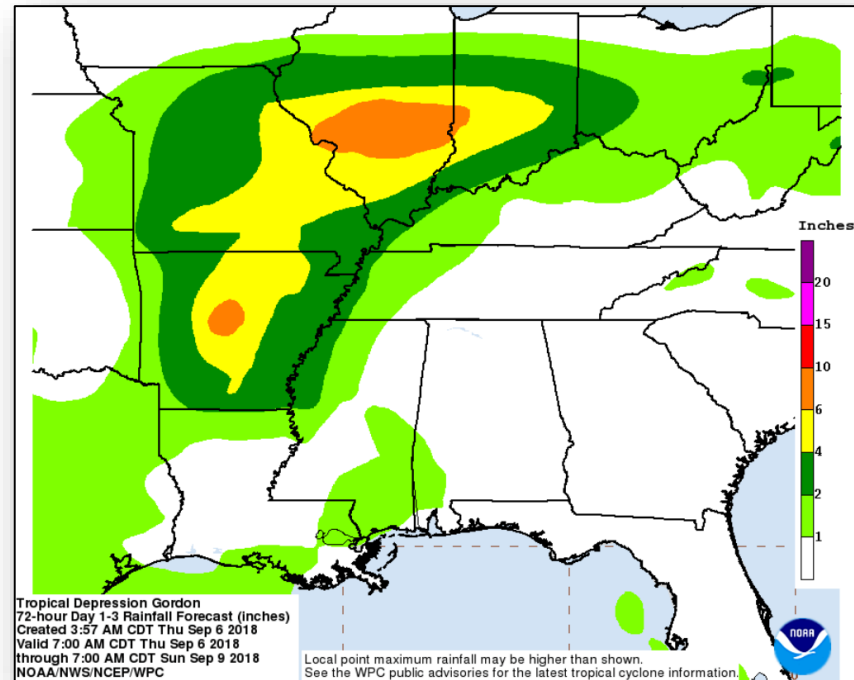 Inches
20
15
10
6
4
2
1
Tropical Depression Gordon
72-hour Day 1-3 Rainfall Forecast (inches)
Created 3:57 AM CDT Thu Sep 6 2018
Valid 7:00 AM CDT Thu Sep 6 2018
through 7:00 AM CDT Sun Sep 9 2018
NOAA/NWS/NCEP/WPC
Local point maximum rainfall may be higher than shown.
See the WPC public advisories for the latest tropical cyclone information.
NOAA